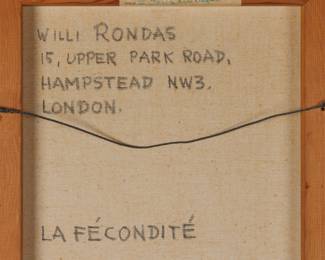 WILLI RONDAS
15, UPPER PARK ROAD,
HAMPSTEAD NW3.
LONDON.
LA FÉCONDITÉ